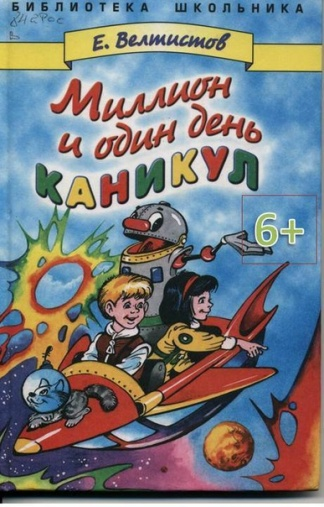 БИБЛИОТЕКА ШКОЛЬНИКА
Е. Велтистов
Миллион
и один день
КАНИКУЛ
6+